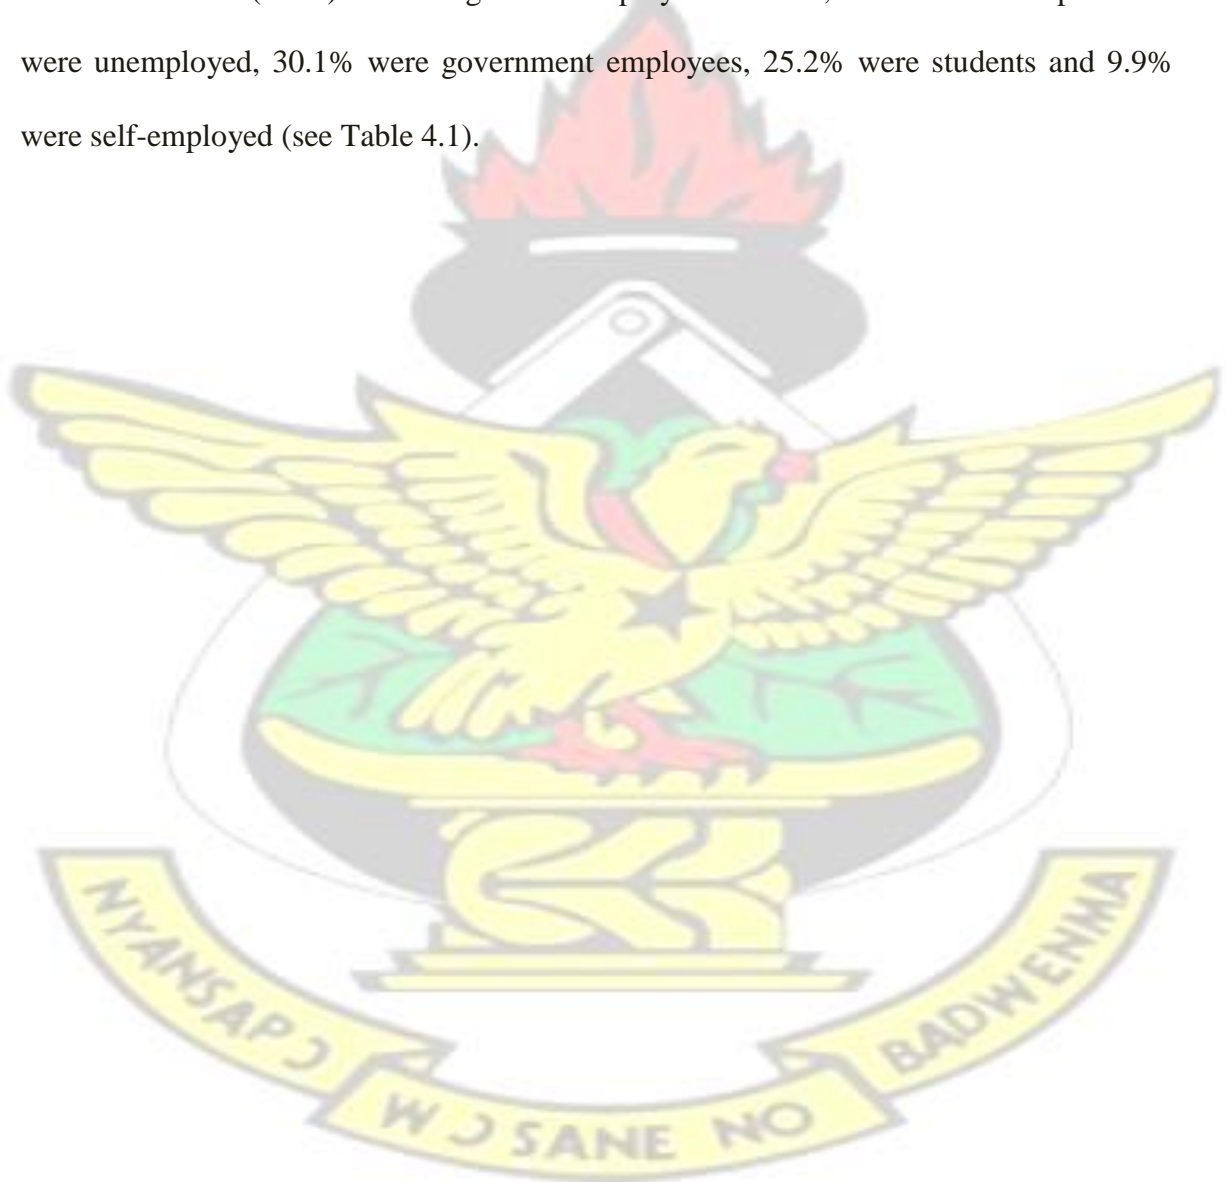 were unemployed, 30.1% were government employees, 25.2% were students and 9.9%
were self-employed (see Table 4.1).
NYANSAPƆ
WƆ SANE NO
BADWENMA